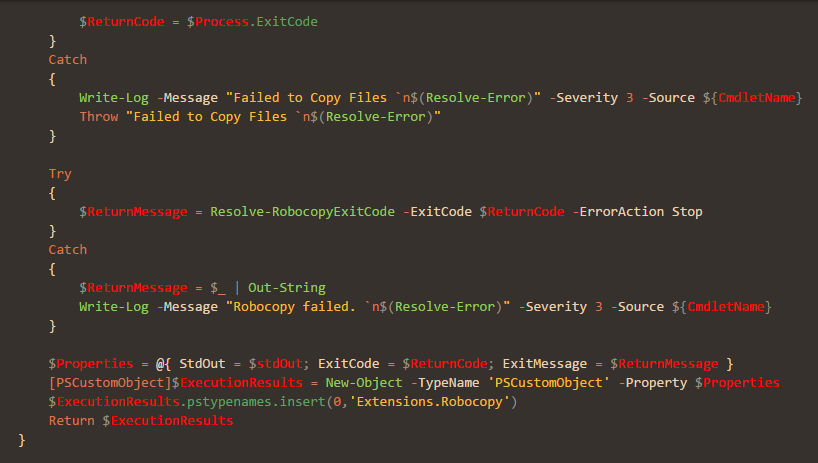 $ReturnCode = $Process.ExitCode
}
Catch
{
Write-Log -Message "Failed to Copy Files `n$(Resolve-Error)" -Severity 3 -Source ${CmdletName}
Throw "Failed to Copy Files `n$(Resolve-Error)"
}
Try
{
$ReturnMessage = Resolve-RobocopyExitCode -ExitCode $ReturnCode -ErrorAction Stop
}
Catch
{
$ReturnMessage = $_ | Out-String
Write-Log -Message "Robocopy failed. `n$(Resolve-Error)" -Severity 3 -Source ${CmdletName}
}
$Properties = @{ StdOut = $stdOut; ExitCode = $ReturnCode; ExitMessage = $ReturnMessage }
[PSCustomObject]$ExecutionResults = New-Object -TypeName 'PSCustomObject' -Property $Properties
$ExecutionResults.pstypenames.insert(0,'Extensions.Robocopy')
Return $ExecutionResults
}